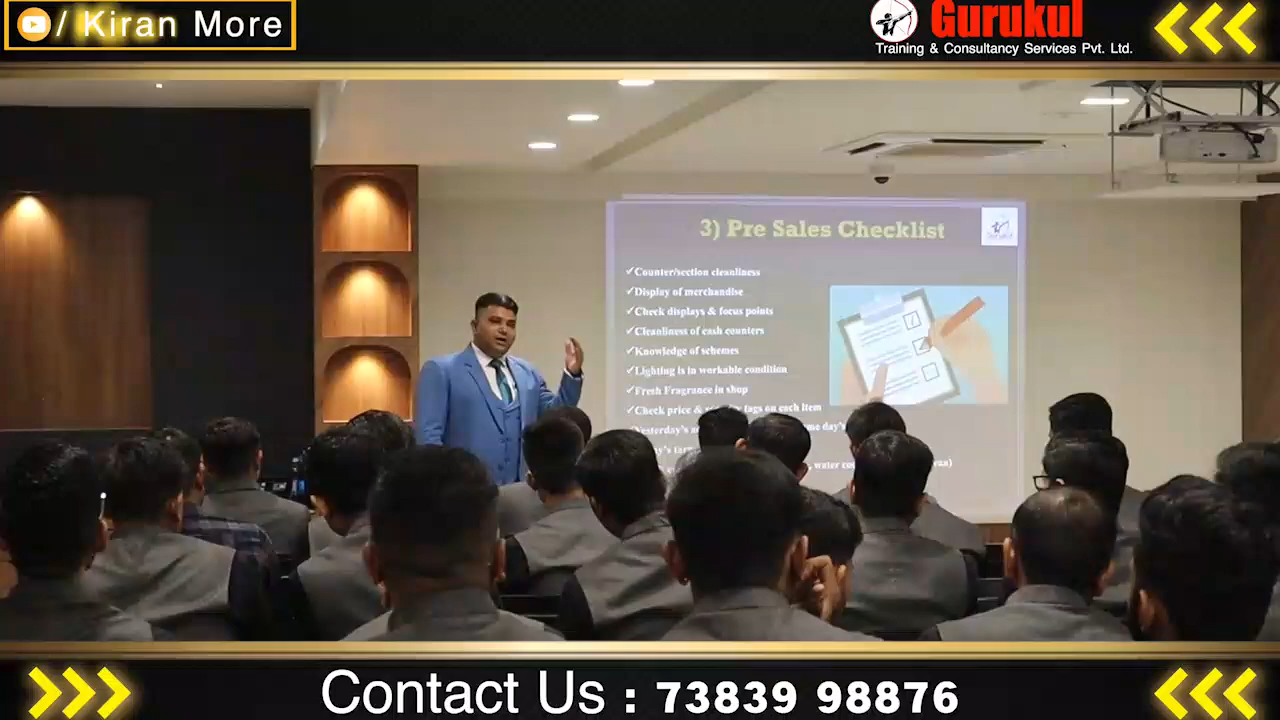 / Kiran More
Gurukul
Training & Consultancy Services Pvt. Ltd.
3) Pre Sales Checklist
✓Counter/section cleanliness
✓Display of merchandise
✓Check displays & focus points
✓Cleanliness of cash counters
✓Knowledge of schemes
✓Lighting is in workable condition
✓Fresh Fragrance in shop
✓Check price & tags on each item
Yesterday's
water
Contact Us : 73839 98876